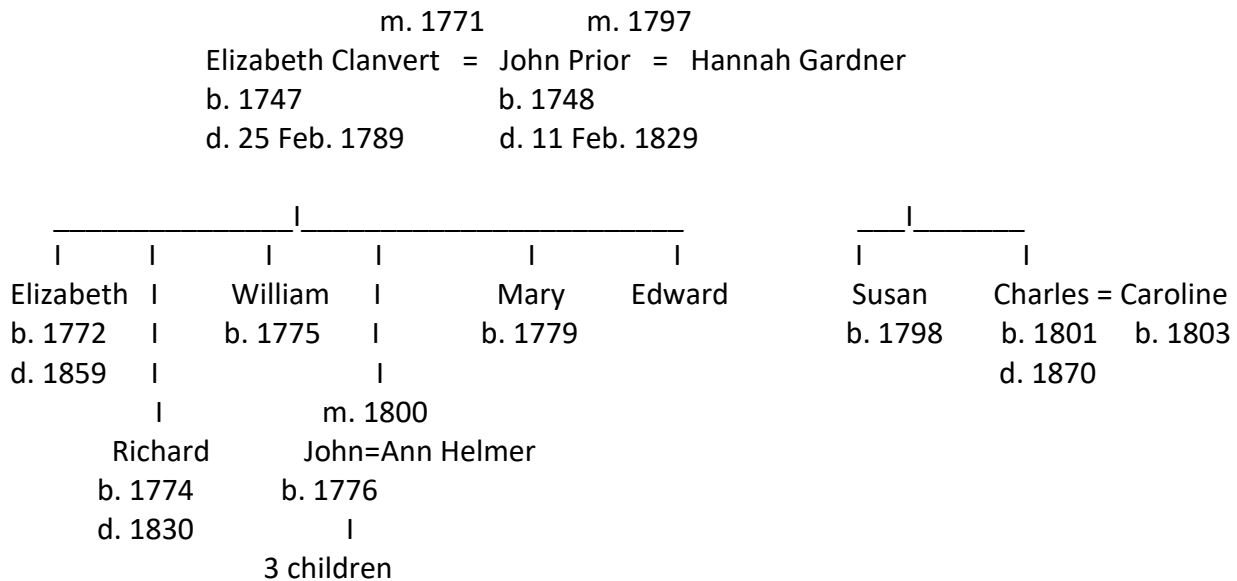 m. 1771 m. 1797
Elizabeth Clanvert = John Prior = Hannah Gardner
b. 1747 b. 1748
d. 25 Feb. 1789 d. 11 Feb. 1829
_______________I________________________ ___I_______
I I I I I I I I
Elizabeth I William I Mary Edward Susan Charles = Caroline
b. 1772 I b. 1775 I b. 1779 b. 1798 b. 1801 b. 1803
d. 1859 I I d. 1870
I m. 1800
Richard John=Ann Helmer
b. 1774 b. 1776
d. 1830 I
3 children